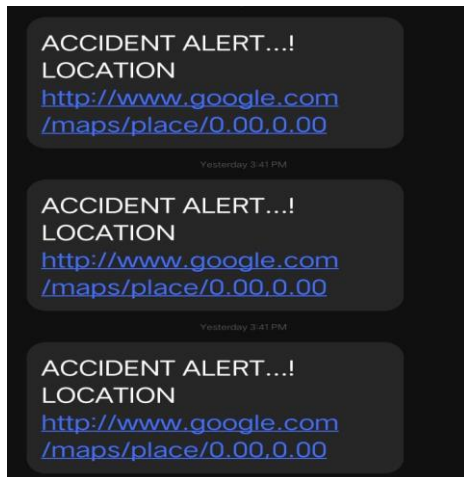 ACCIDENT ALERT...!
LOCATION
http://www.google.com
/maps/place/0.00,0.00
Yesterday 3:41 PM
ACCIDENT ALERT...!
LOCATION
http://www.google.com
/maps/place/0.00,0.00
Yesterday 3:41 PM
ACCIDENT ALERT...!
LOCATION
http://www.google.com
/maps/place/0.00,0.00